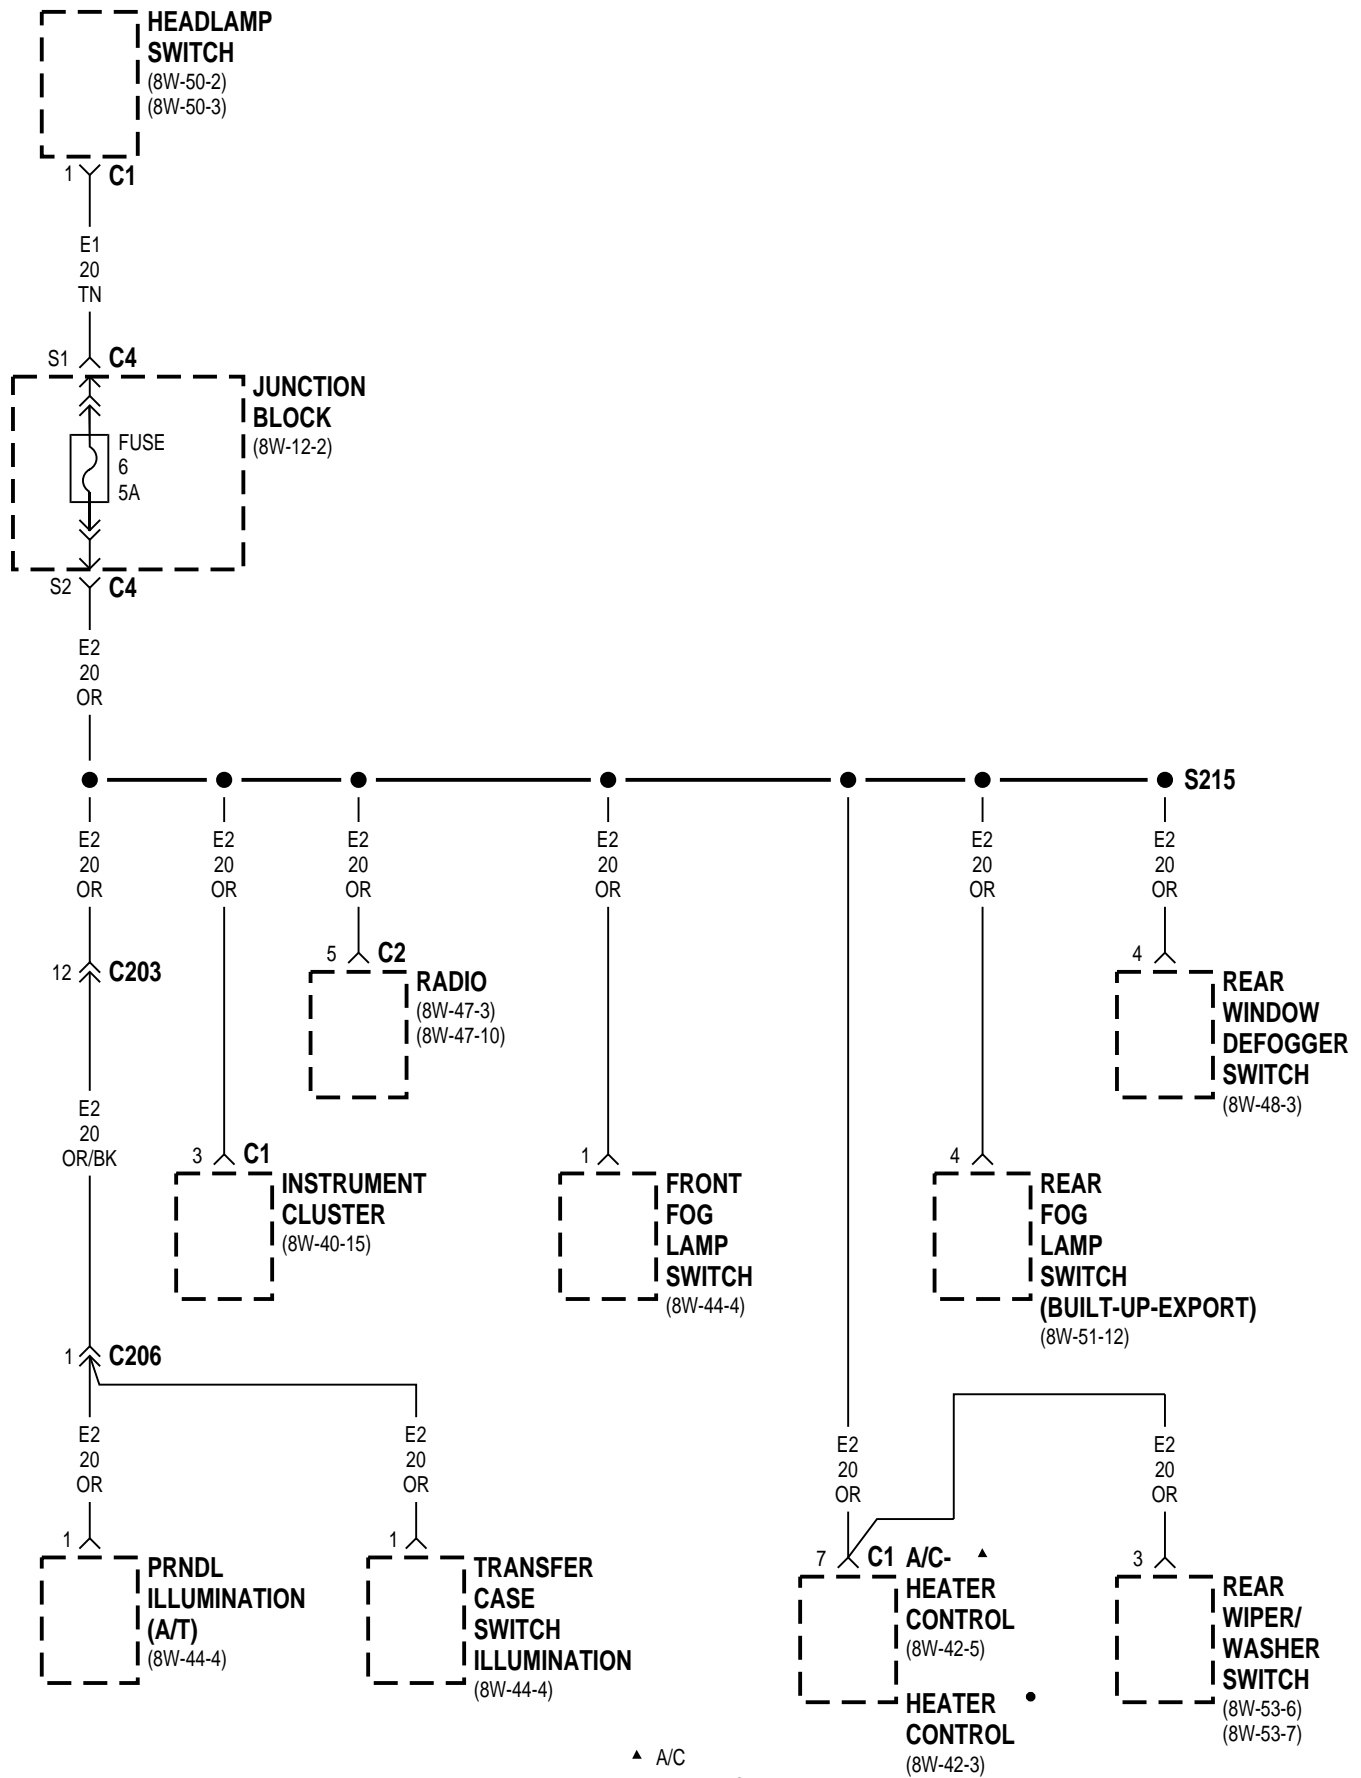 HEADLAMP
SWITCH
(8W-50-2)
(8W-50-3)
1 C1
E1
20
TN
S1 C4
JUNCTION
BLOCK
(8W-12-2)
FUSE
6
5A
S2 C4
E2
20
OR
S215
E2 E2 E2 E2 E2 E2
20 20 20 20 20 20
OR OR OR OR OR OR
12 C203
5 C2
RADIO
(8W-47-3)
(8W-47-10)
4
REAR
WINDOW
DEFOGGER
SWITCH
(8W-48-3)
E2
20
OR/BK
3 C1
INSTRUMENT
CLUSTER
(8W-40-15)
1
FRONT
FOG
LAMP
SWITCH
(8W-44-4)
4
REAR
FOG
LAMP
SWITCH
(BUILT-UP-EXPORT)
(8W-51-12)
1 C206
E2 E2
20 20
OR OR
E2 E2
20 20
OR OR
1
PRNDL
ILLUMINATION
(A/T)
(8W-44-4)
1
TRANSFER
CASE
SWITCH
ILLUMINATION
(8W-44-4)
7 C1 A/C- ▲
HEATER
CONTROL
(8W-42-5)
HEATER ●
CONTROL
(8W-42-3)
3
REAR
WIPER/
WASHER
SWITCH
(8W-53-6)
(8W-53-7)
▲ A/C